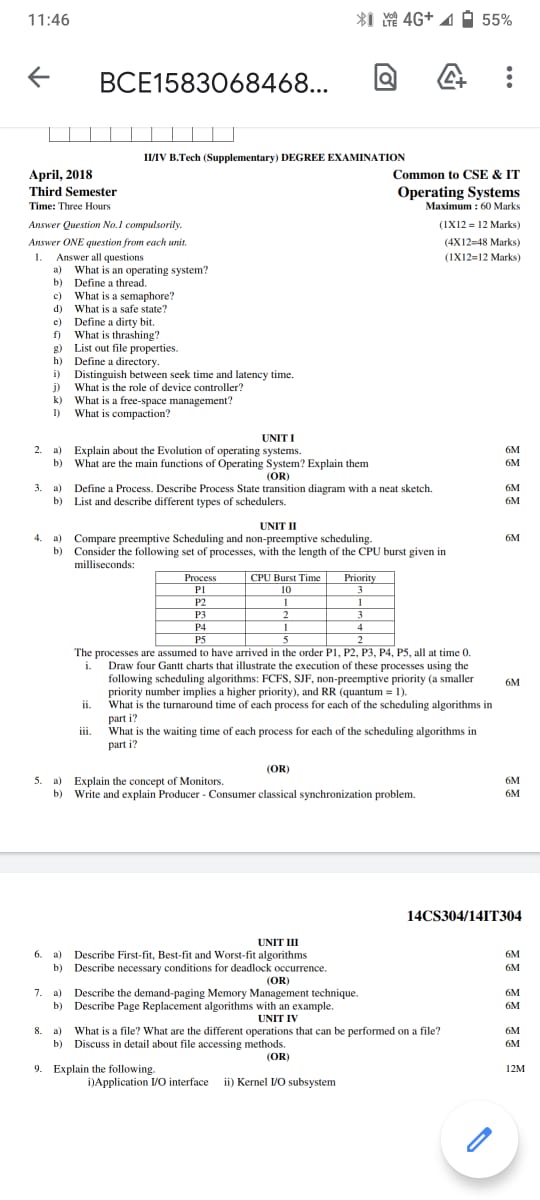 11:46
Vo) LTE 4G+ 55%
BCE1583068468...
II/IV B.Tech (Supplementary) DEGREE EXAMINATION
April, 2018 Common to CSE & IT
Third Semester Operating Systems
Time: Three Hours Maximum : 60 Marks
Answer Question No.1 compulsorily. (1X12 = 12 Marks)
Answer ONE question from each unit. (4X12=48 Marks)
1. Answer all questions (1X12=12 Marks)
a) What is an operating system?
b) Define a thread.
c) What is a semaphore?
d) What is a safe state?
e) Define a dirty bit.
f) What is thrashing?
g) List out file properties.
h) Define a directory.
i) Distinguish between seek time and latency time.
j) What is the role of device controller?
k) What is a free-space management?
l) What is compaction?
UNIT I
2. a) Explain about the Evolution of operating systems. 6M
b) What are the main functions of Operating System? Explain them 6M
(OR)
3. a) Define a Process. Describe Process State transition diagram with a neat sketch. 6M
b) List and describe different types of schedulers. 6M
UNIT II
4. a) Compare preemptive Scheduling and non-preemptive scheduling. 6M
b) Consider the following set of processes, with the length of the CPU burst given in
milliseconds:
Process CPU Burst Time Priority
P1 10 3
P2 1 1
P3 2 3
P4 1 4
P5 5 2
The processes are assumed to have arrived in the order P1, P2, P3, P4, P5, all at time 0.
i. Draw four Gantt charts that illustrate the execution of these processes using the
following scheduling algorithms: FCFS, SJF, non-preemptive priority (a smaller 6M
priority number implies a higher priority), and RR (quantum = 1).
ii. What is the turnaround time of each process for each of the scheduling algorithms in
part i?
iii. What is the waiting time of each process for each of the scheduling algorithms in
part i?
(OR)
5. a) Explain the concept of Monitors. 6M
b) Write and explain Producer - Consumer classical synchronization problem. 6M
14CS304/14IT304
UNIT III
6. a) Describe First-fit, Best-fit and Worst-fit algorithms 6M
b) Describe necessary conditions for deadlock occurrence. 6M
(OR)
7. a) Describe the demand-paging Memory Management technique. 6M
b) Describe Page Replacement algorithms with an example. 6M
UNIT IV
8. a) What is a file? What are the different operations that can be performed on a file? 6M
b) Discuss in detail about file accessing methods. 6M
(OR)
9. Explain the following. 12M
i)Application I/O interface ii) Kernel I/O subsystem